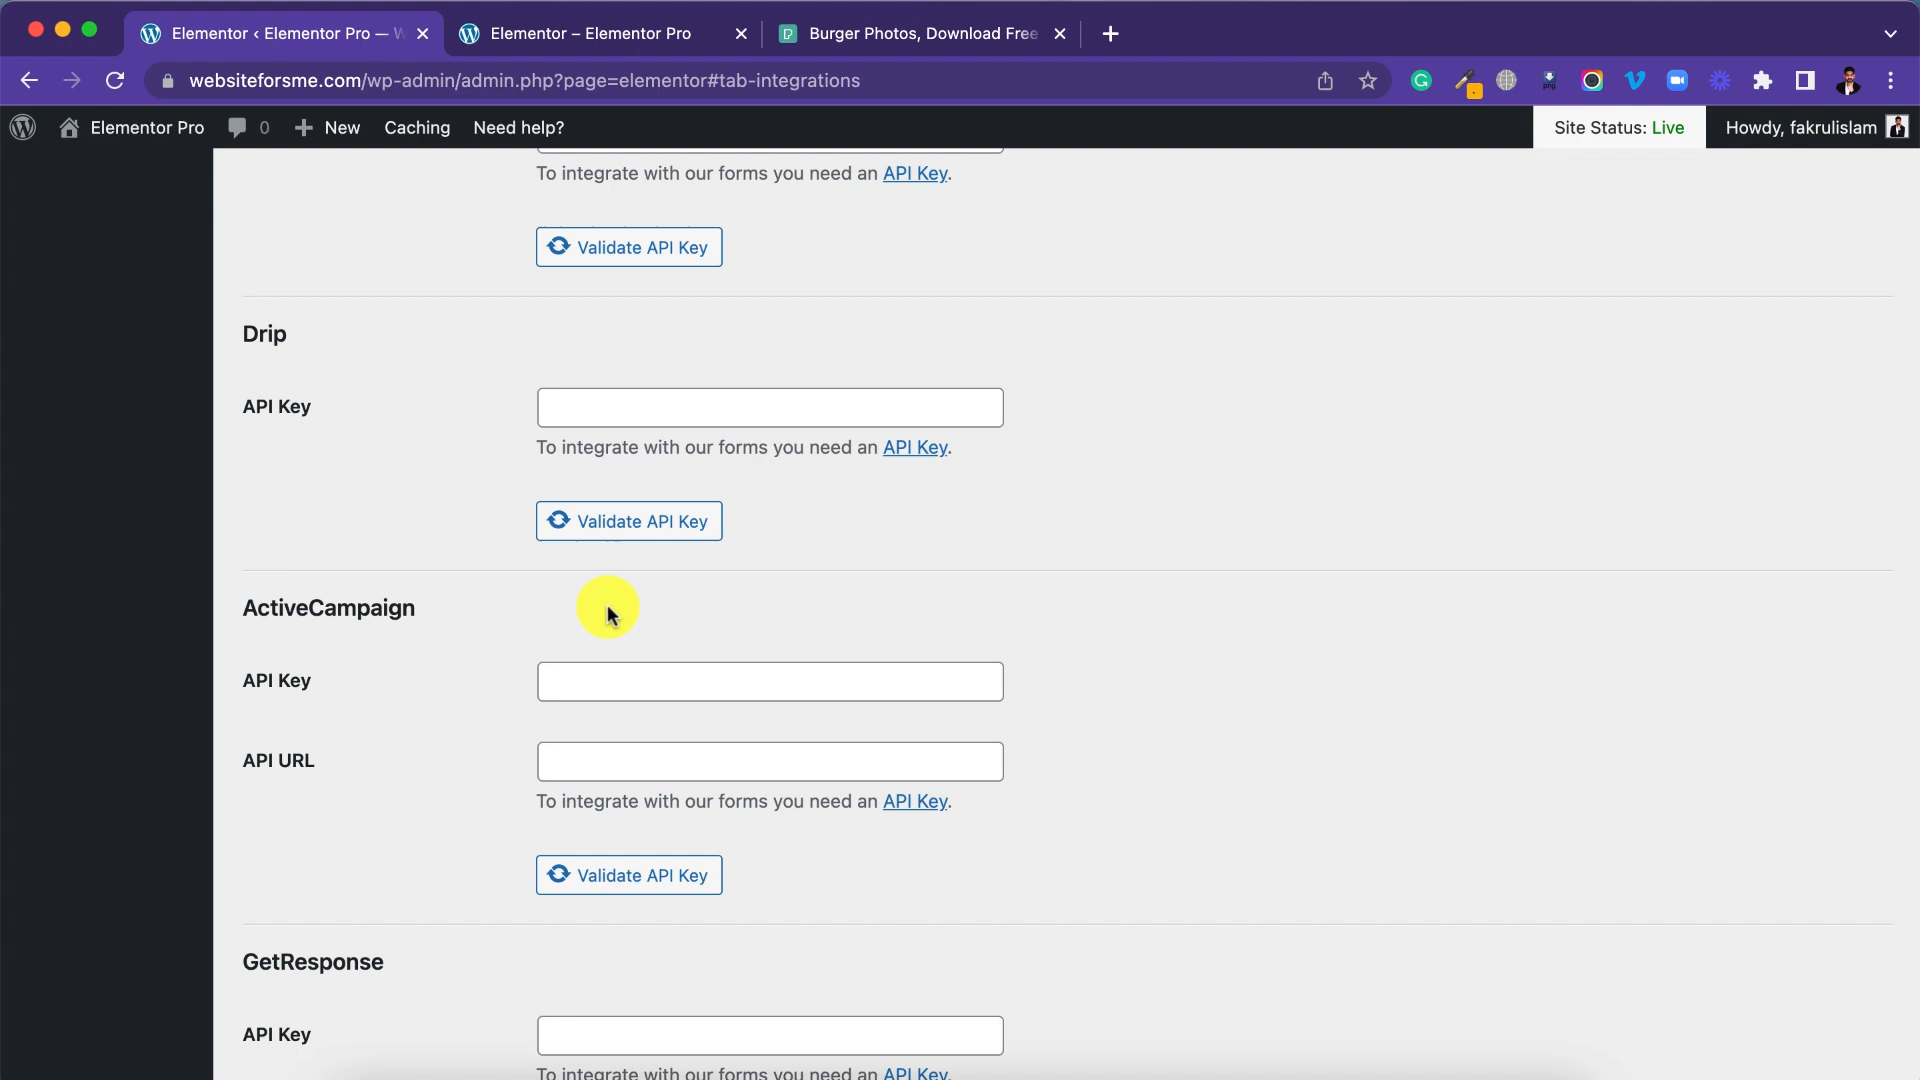 Elementor ‹ Elementor Pro — W
Elementor – Elementor Pro
Burger Photos, Download Free
websiteforsme.com/wp-admin/admin.php?page=elementor#tab-integrations
Elementor Pro 0 New Caching Need help?
Site Status: Live
Howdy, fakrulislam
To integrate with our forms you need an API Key.
Validate API Key
Drip
API Key
To integrate with our forms you need an API Key.
Validate API Key
ActiveCampaign
API Key
API URL
To integrate with our forms you need an API Key.
Validate API Key
GetResponse
API Key
To integrate with our forms you need an API Key.